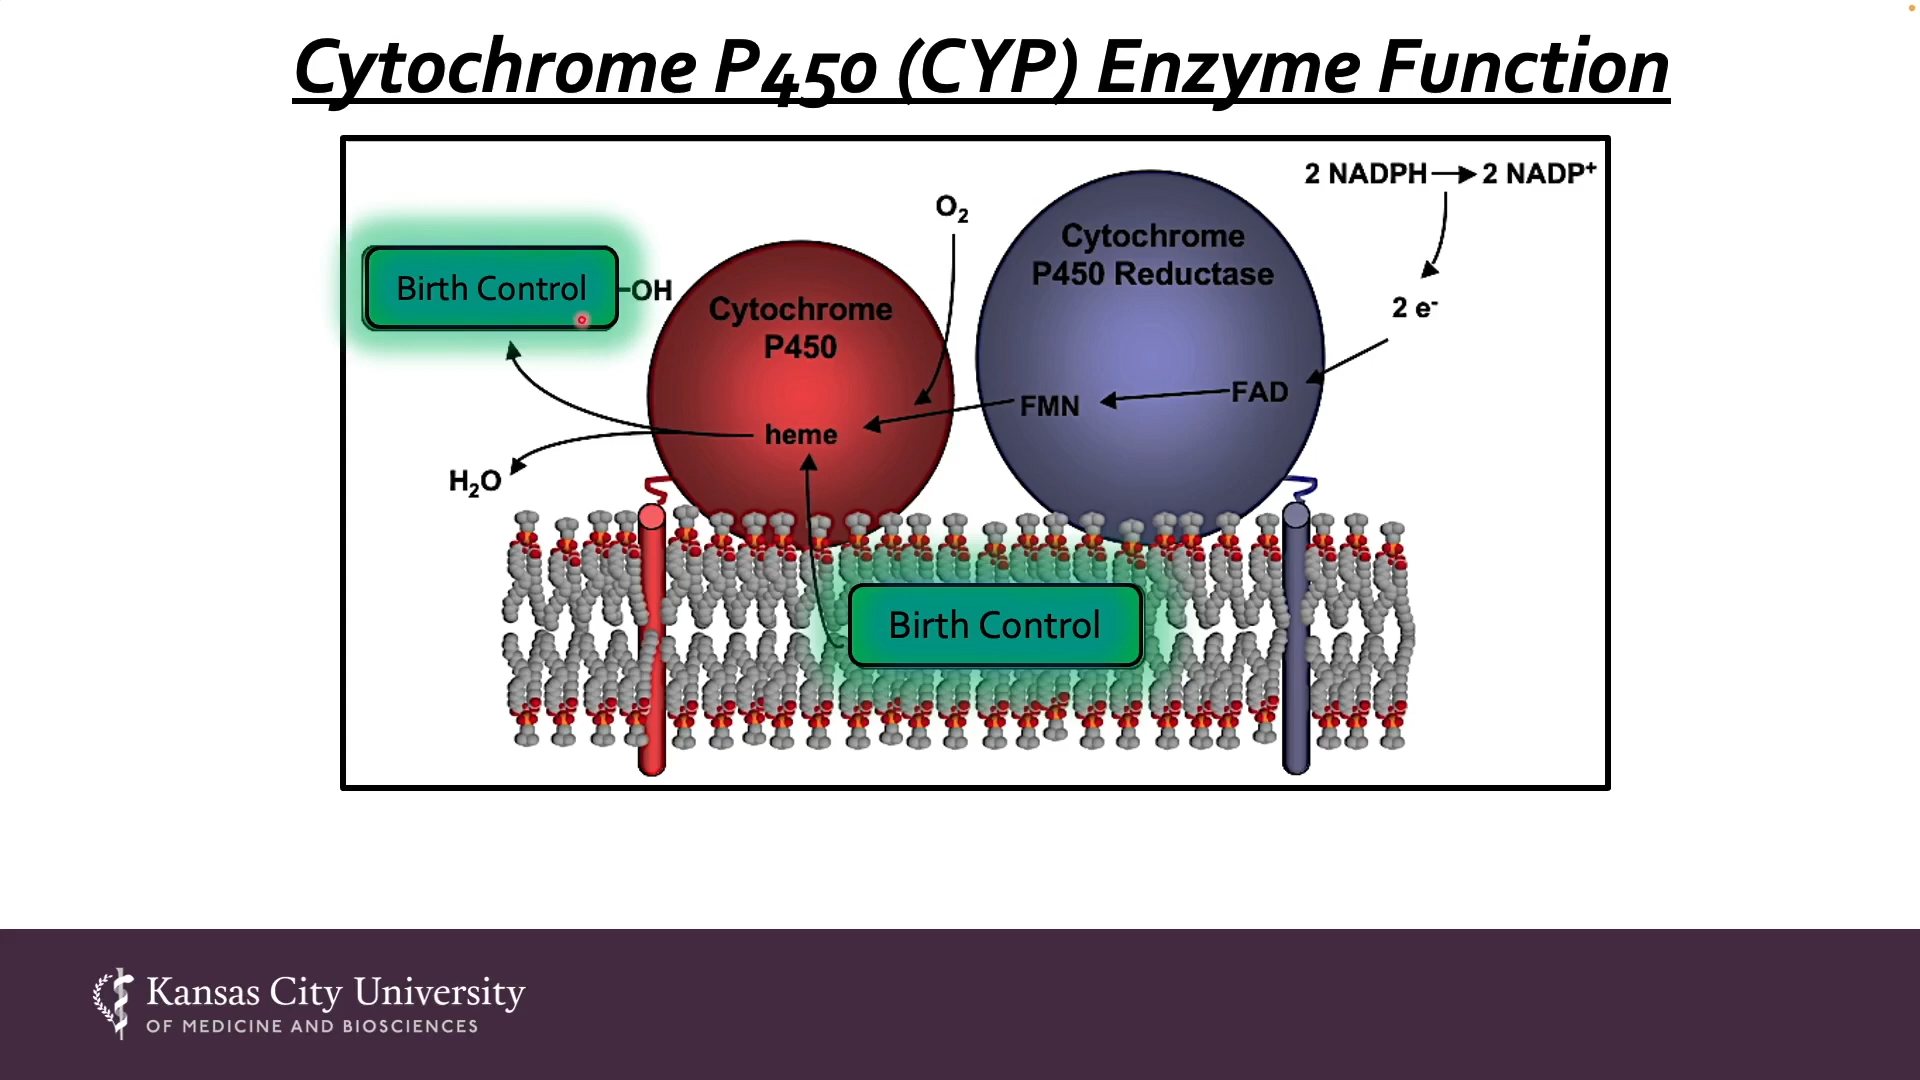 Cytochrome P450 (CYP) Enzyme Function
2 NADPH → 2 NADP⁺
O₂
Cytochrome
P450 Reductase
Birth Control
-OH
Cytochrome
P450
2 e⁻
FMN
FAD
heme
H₂O
Birth Control
Kansas City University
OF MEDICINE AND BIOSCIENCES